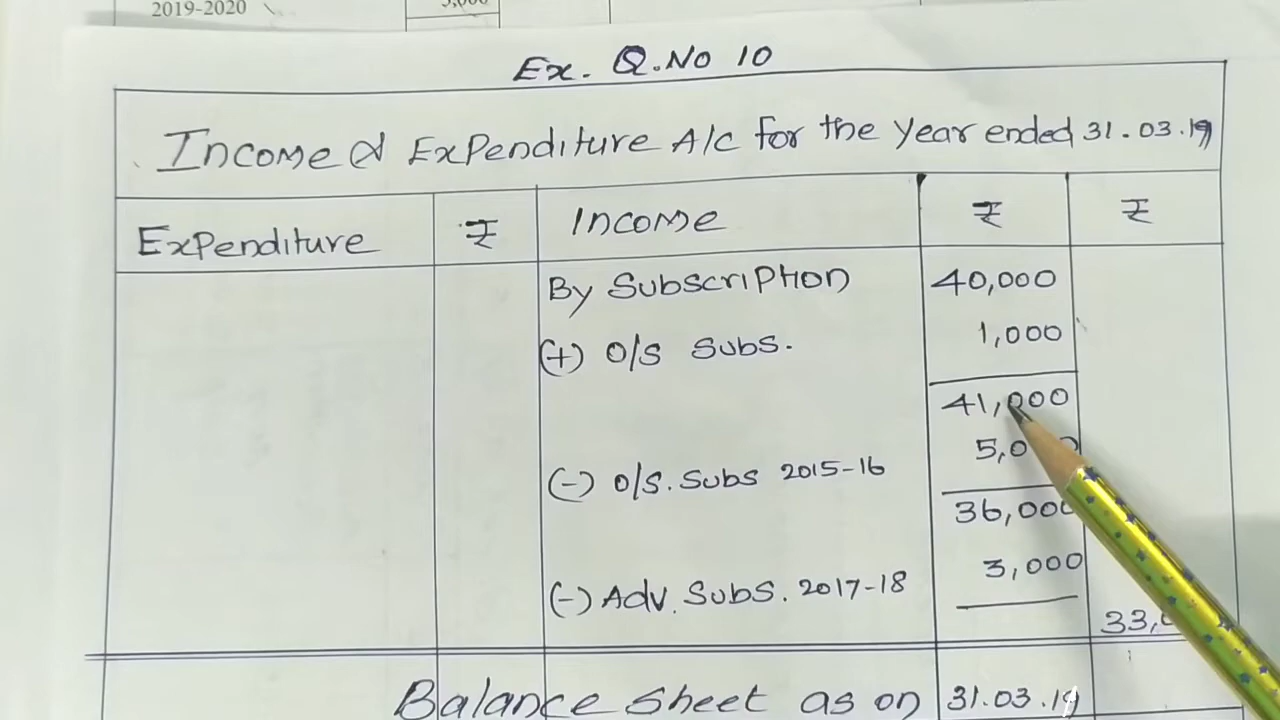 2019-2020
Ex. Q.No 10
Income & Expenditure A/c for the year ended 31.03.19
Expenditure ₹ Income ₹ ₹
By Subscription 40,000
(+) O/S Subs. 1,000
41,000
(-) O/S. Subs 2015-16
36,000
(-) Adv. Subs. 2017-18 3,000
Balance Sheet as on 31.03.19